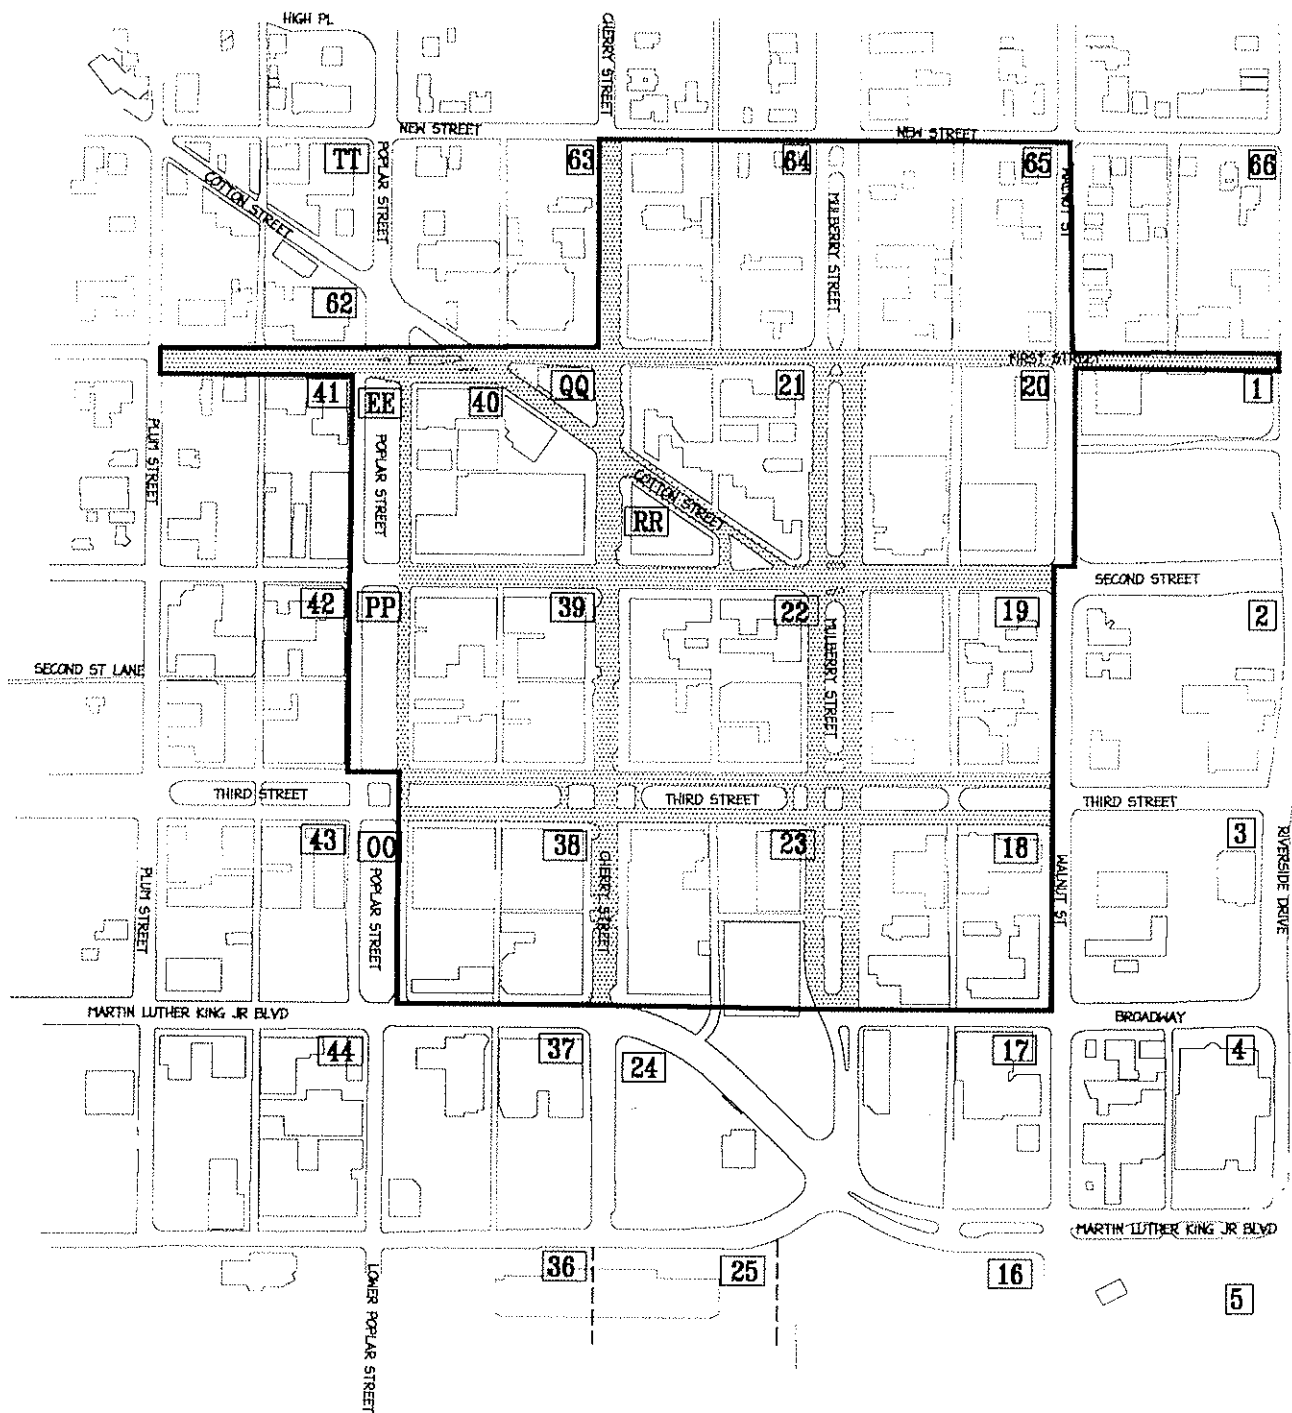 HIGH PL.
CHERRY STREET
NEW STREET
NEW STREET
TT
63
64
65
66
POPLAR STREET
COTTON STREET
MULBERRY STREET
WALNUT ST
62
FIRST STREET
41
EE
40
QQ
21
20
1
PLUM STREET
POPLAR STREET
COTTON STREET
RR
SECOND STREET
42
PP
39
22
19
2
SECOND ST LANE
MULBERRY STREET
THIRD STREET
THIRD STREET
THIRD STREET
43
OO
38
23
18
3
PLUM STREET
POPLAR STREET
CHERRY STREET
WALNUT ST
RIVERSIDE DRIVE
MARTIN LUTHER KING JR BLVD
BROADWAY
44
37
24
17
4
MARTIN LUTHER KING JR BLVD
36
25
16
5
LOWER POPLAR STREET